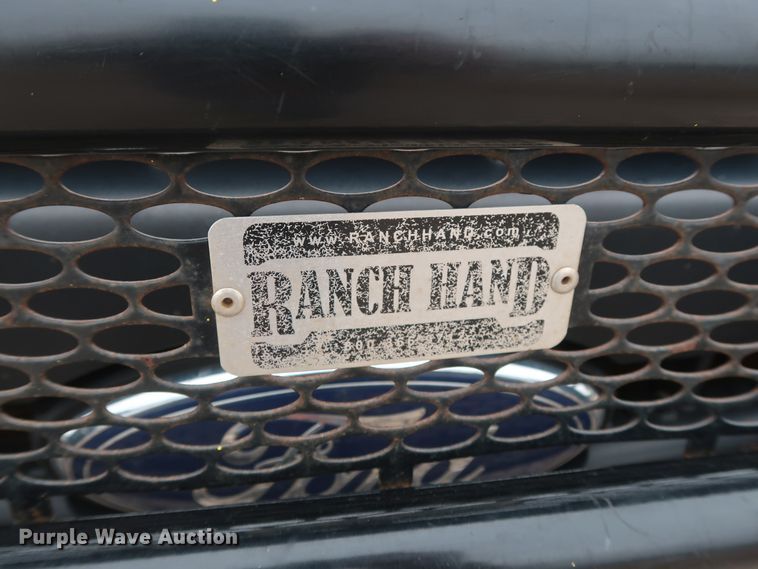 www.RANCHHAND.com
RANCH HAND
Purple Wave Auction